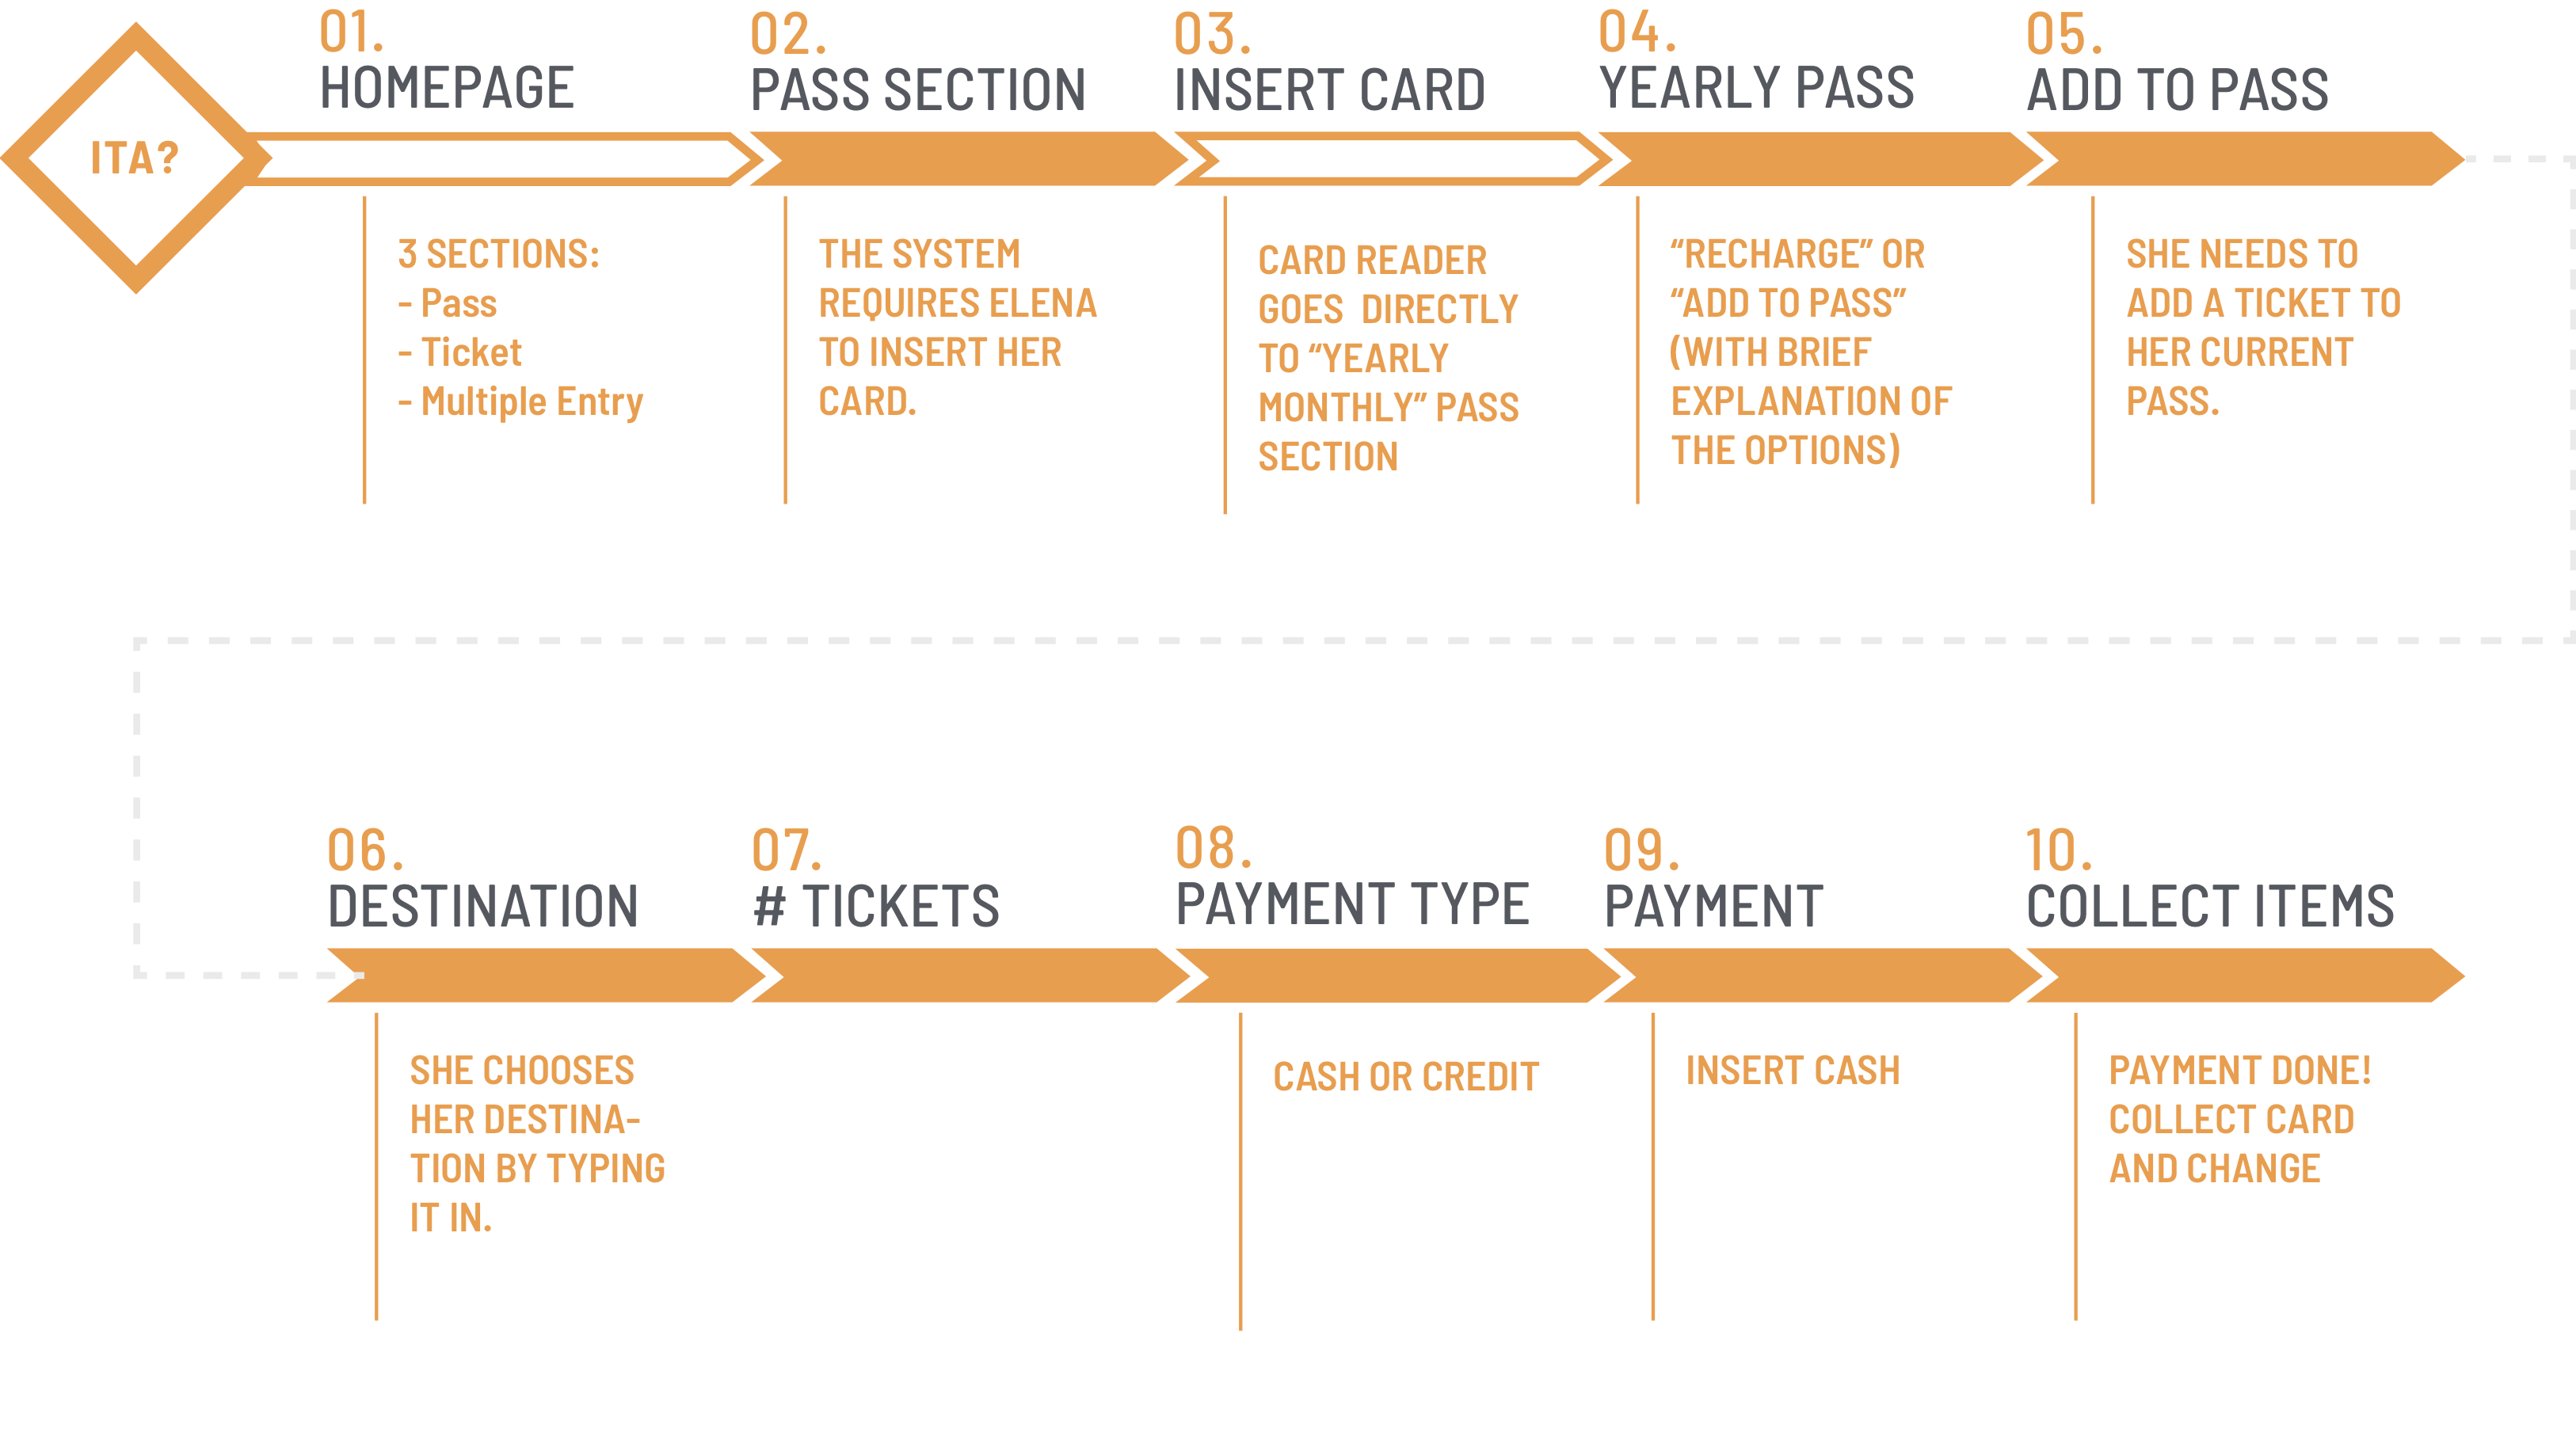 ITA?
01.
HOMEPAGE
3 SECTIONS:
- Pass
- Ticket
- Multiple Entry
02.
PASS SECTION
THE SYSTEM
REQUIRES ELENA
TO INSERT HER
CARD.
03.
INSERT CARD
CARD READER
GOES DIRECTLY
TO “YEARLY
MONTHLY” PASS
SECTION
04.
YEARLY PASS
“RECHARGE” OR
“ADD TO PASS”
(WITH BRIEF
EXPLANATION OF
THE OPTIONS)
05.
ADD TO PASS
SHE NEEDS TO
ADD A TICKET TO
HER CURRENT
PASS.
06.
DESTINATION
SHE CHOOSES
HER DESTINA-
TION BY TYPING
IT IN.
07.
# TICKETS
08.
PAYMENT TYPE
CASH OR CREDIT
09.
PAYMENT
INSERT CASH
10.
COLLECT ITEMS
PAYMENT DONE!
COLLECT CARD
AND CHANGE